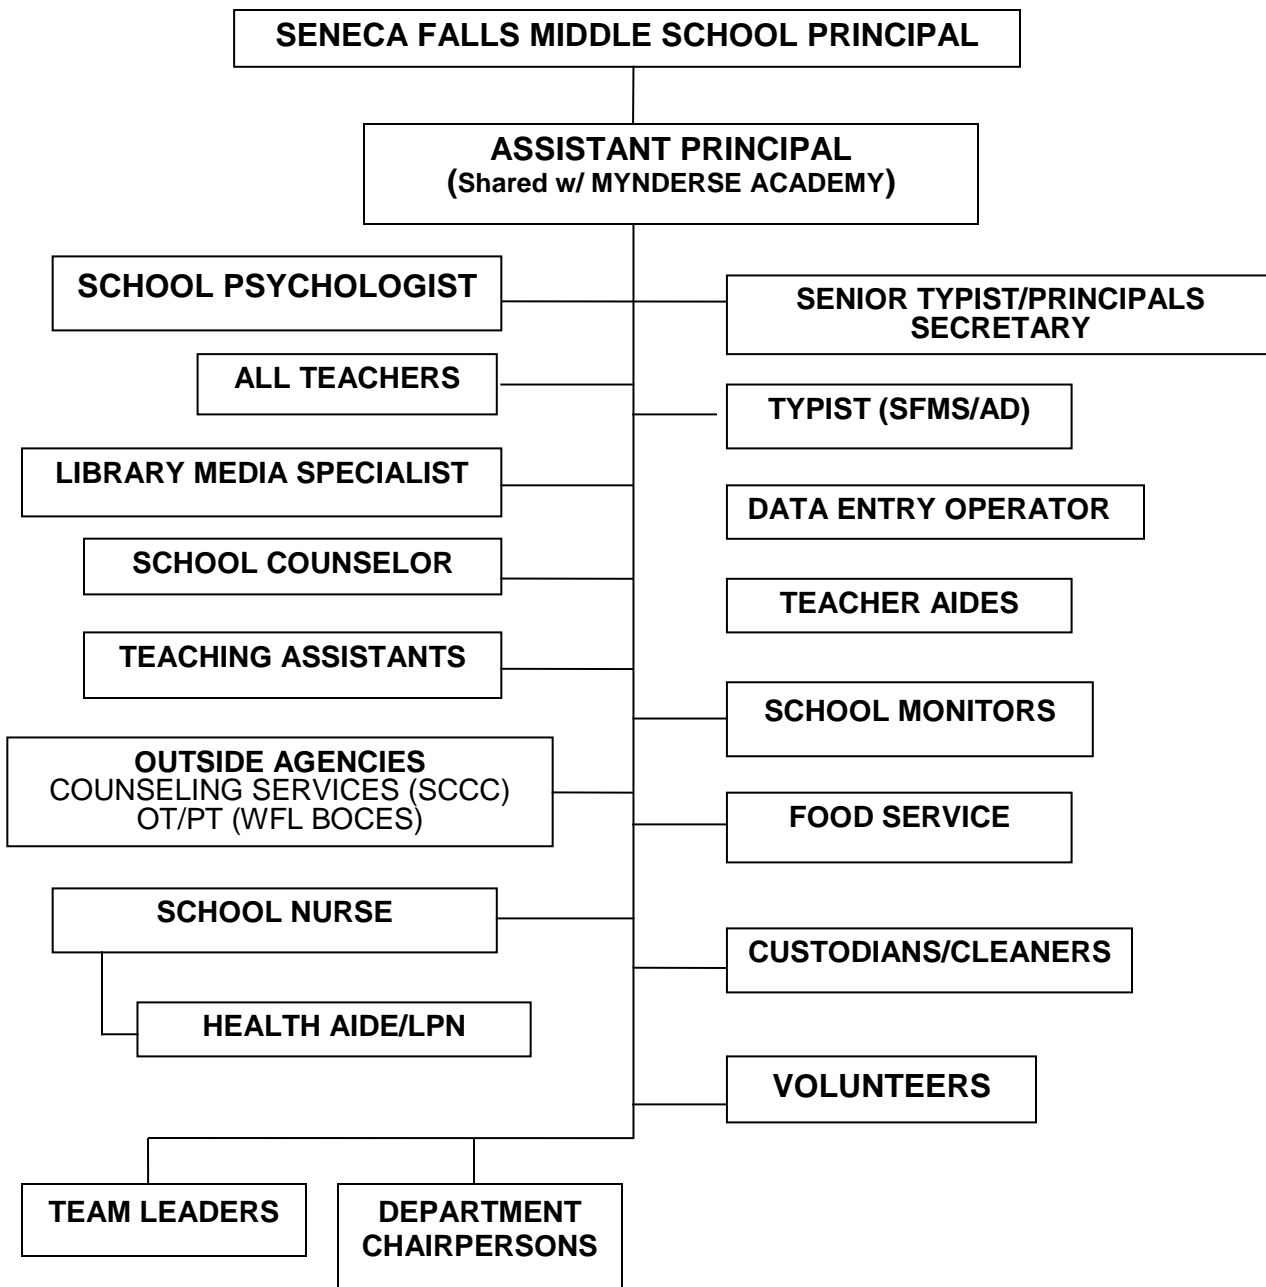 SENECA FALLS MIDDLE SCHOOL PRINCIPAL
ASSISTANT PRINCIPAL
(Shared w/ MYNDERSE ACADEMY)
SCHOOL PSYCHOLOGIST
SENIOR TYPIST/PRINCIPALS
SECRETARY
ALL TEACHERS
TYPIST (SFMS/AD)
LIBRARY MEDIA SPECIALIST
DATA ENTRY OPERATOR
SCHOOL COUNSELOR
TEACHER AIDES
TEACHING ASSISTANTS
SCHOOL MONITORS
OUTSIDE AGENCIES
COUNSELING SERVICES (SCCC)
OT/PT (WFL BOCES)
FOOD SERVICE
SCHOOL NURSE
CUSTODIANS/CLEANERS
HEALTH AIDE/LPN
VOLUNTEERS
TEAM LEADERS
DEPARTMENT
CHAIRPERSONS